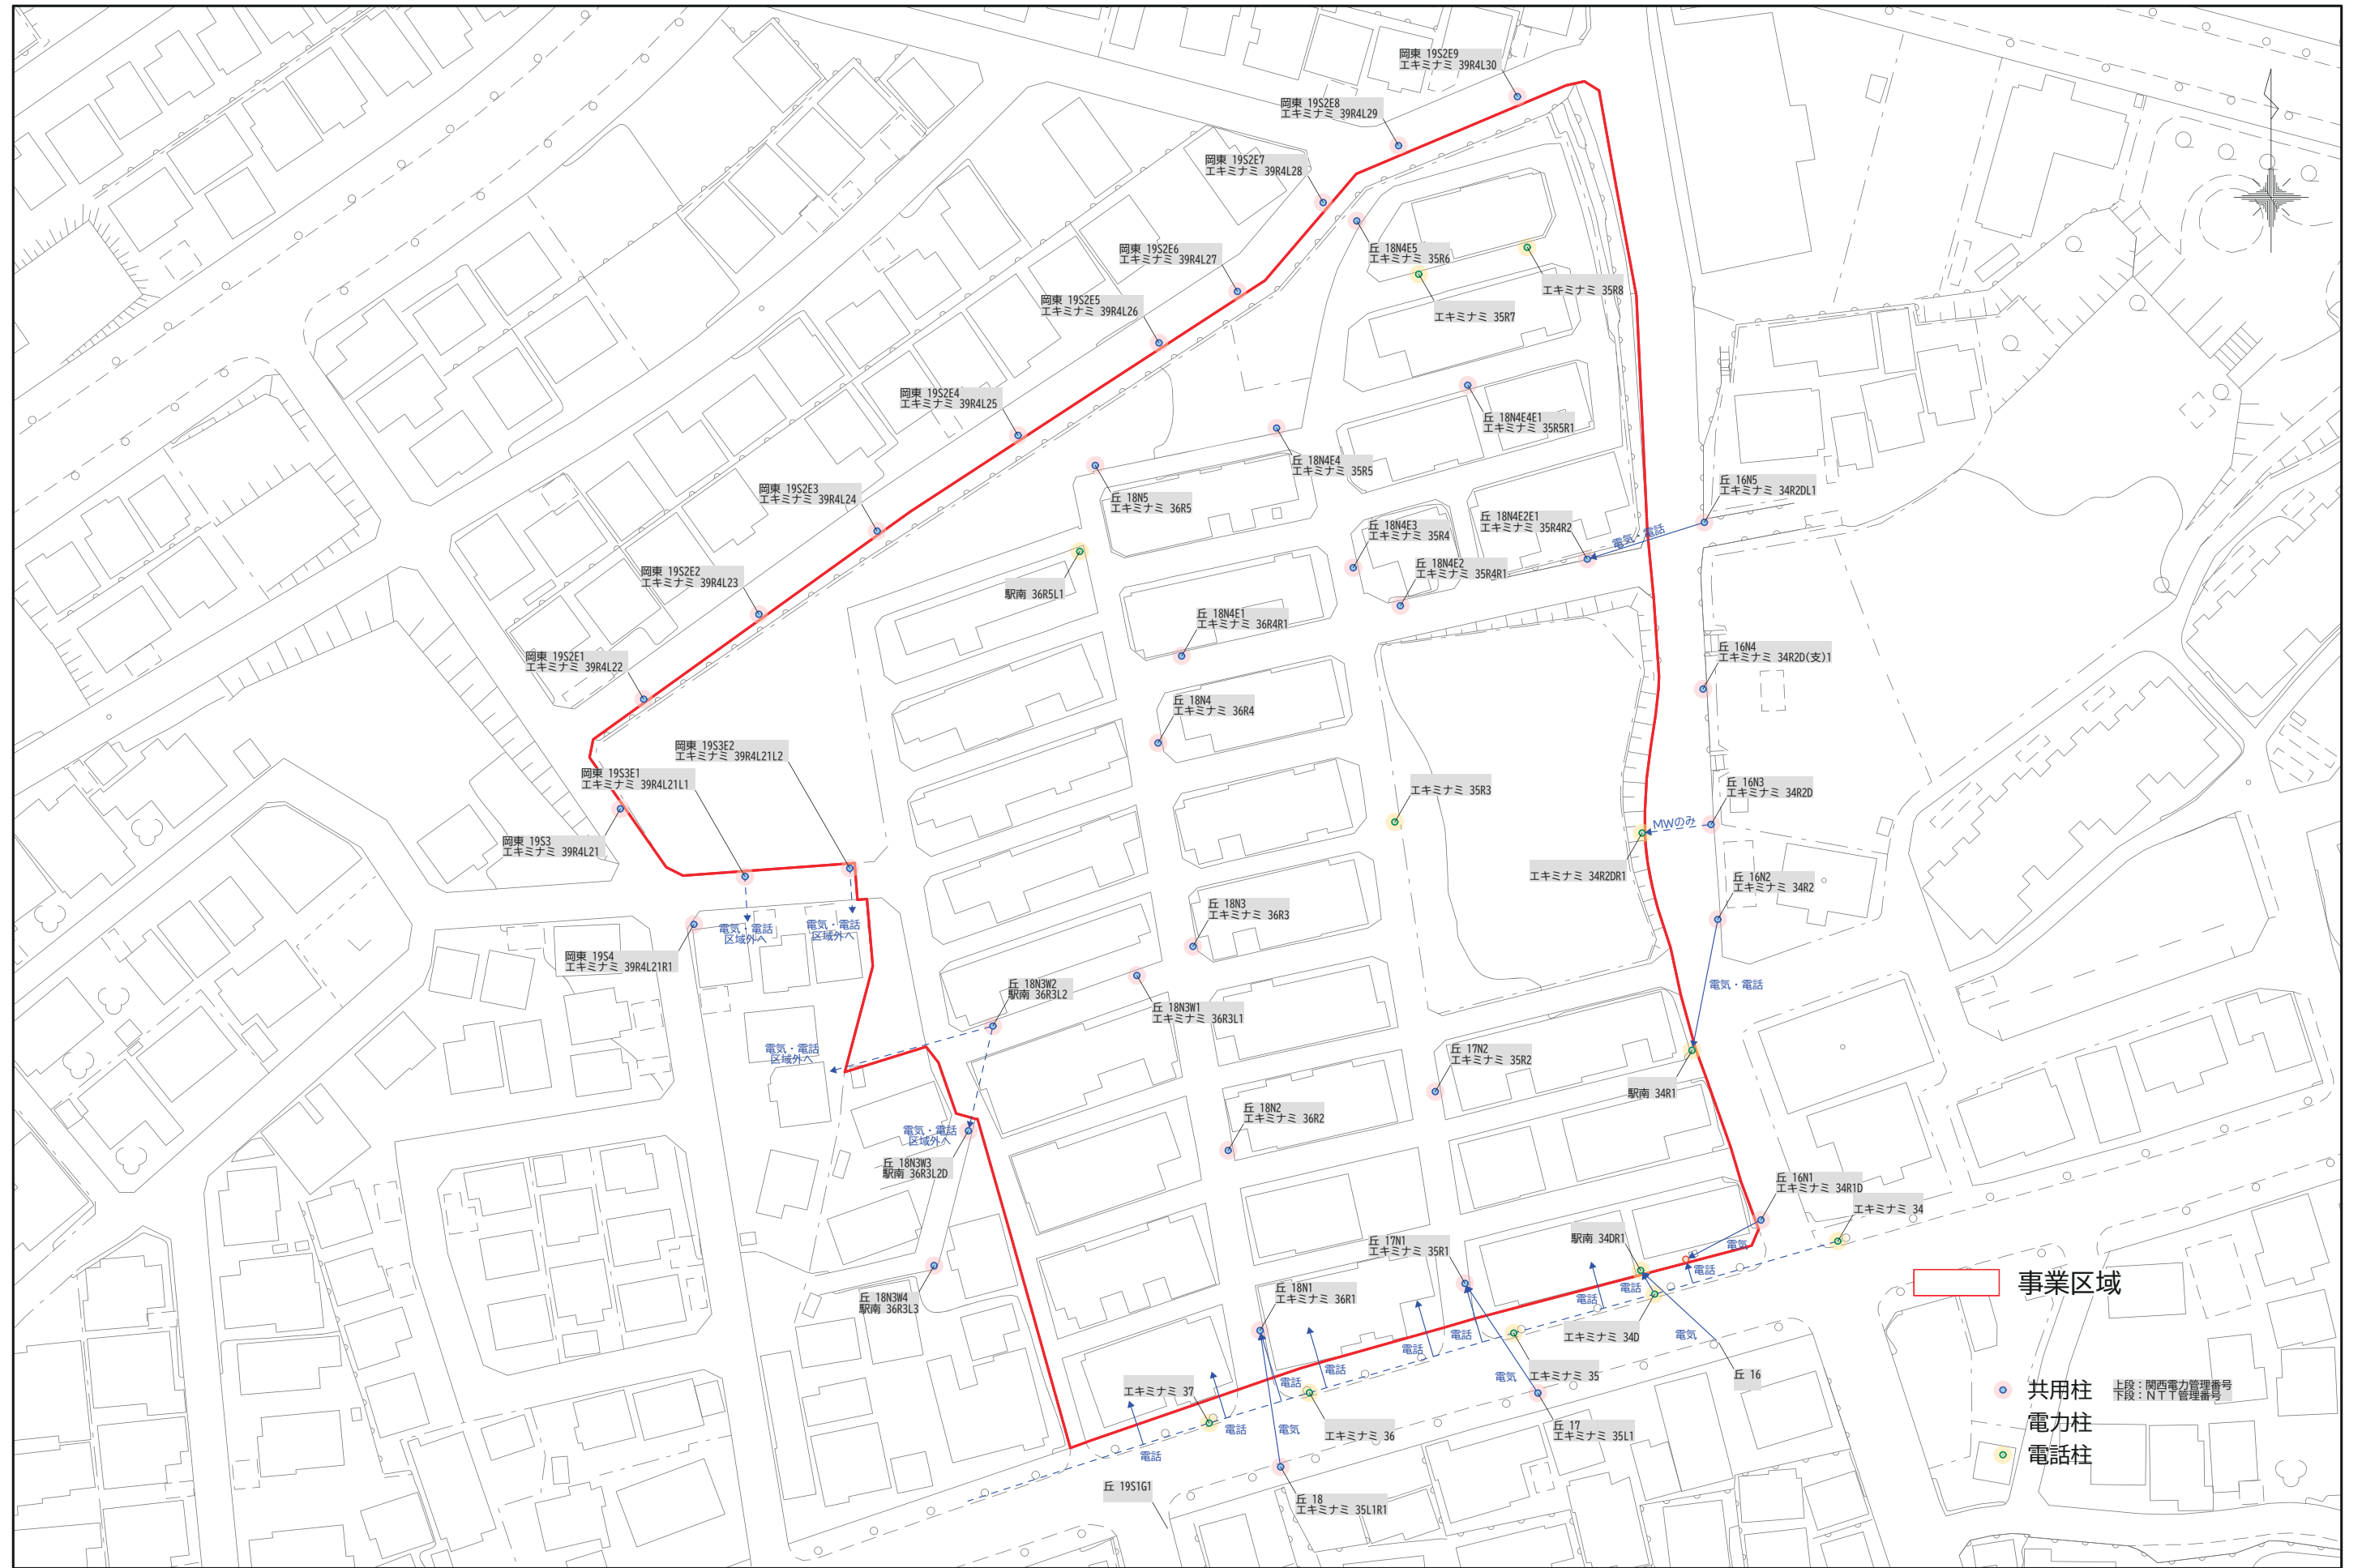 岡東 19S2E9
エキミナミ 39R4L30
岡東 19S2E8
エキミナミ 39R4L29
岡東 19S2E7
エキミナミ 39R4L28
岡東 19S2E6
エキミナミ 39R4L27
丘 18N4E5
エキミナミ 35R6
エキミナミ 35R8
エキミナミ 35R7
岡東 19S2E5
エキミナミ 39R4L26
岡東 19S2E4
エキミナミ 39R4L25
丘 18N4E4E1
エキミナミ 35R5R1
丘 18N4E4
エキミナミ 35R5
岡東 19S2E3
エキミナミ 39R4L24
丘 18N5
エキミナミ 36R5
丘 16N5
エキミナミ 34R2DL1
丘 18N4E3
エキミナミ 35R4
丘 18N4E2E1
エキミナミ 35R4R2
電気・電話
岡東 19S2E2
エキミナミ 39R4L23
丘 18N4E2
エキミナミ 35R4R1
駅南 36R5L1
丘 18N4E1
エキミナミ 36R4R1
岡東 19S2E1
エキミナミ 39R4L22
丘 16N4
エキミナミ 34R2D(支)1
丘 18N4
エキミナミ 36R4
岡東 19S3E2
エキミナミ 39R4L21L2
岡東 19S3E1
エキミナミ 39R4L21L1
エキミナミ 35R3
丘 16N3
エキミナミ 34R2D
MWのみ
岡東 19S3
エキミナミ 39R4L21
エキミナミ 34R2DR1
丘 16N2
エキミナミ 34R2
丘 18N3
エキミナミ 36R3
電気・電話
区域外へ
電気・電話
区域外へ
岡東 19S4
エキミナミ 39R4L21R1
丘 18N3W2
駅南 36R3L2
電気・電話
丘 18N3W1
エキミナミ 36R3L1
電気・電話
区域外へ
丘 17N2
エキミナミ 35R2
駅南 34R1
丘 18N2
エキミナミ 36R2
電気・電話
区域外へ
丘 18N3W3
駅南 36R3L2D
丘 16N1
エキミナミ 34R1D
エキミナミ 34
駅南 34DR1
丘 17N1
エキミナミ 35R1
電気
電話
電話
電話
丘 18N1
エキミナミ 36R1
丘 18N3W4
駅南 36R3L3
事業区域
エキミナミ 34D
電気
電話
電話
電話
電話
電気
エキミナミ 35
丘 16
エキミナミ 37
共用柱
上段：関西電力管理番号
下段：ＮＴＴ管理番号
電力柱
電話柱
電話
電気
エキミナミ 36
丘 17
エキミナミ 35L1
電話
丘 19S1G1
丘 18
エキミナミ 35L1R1